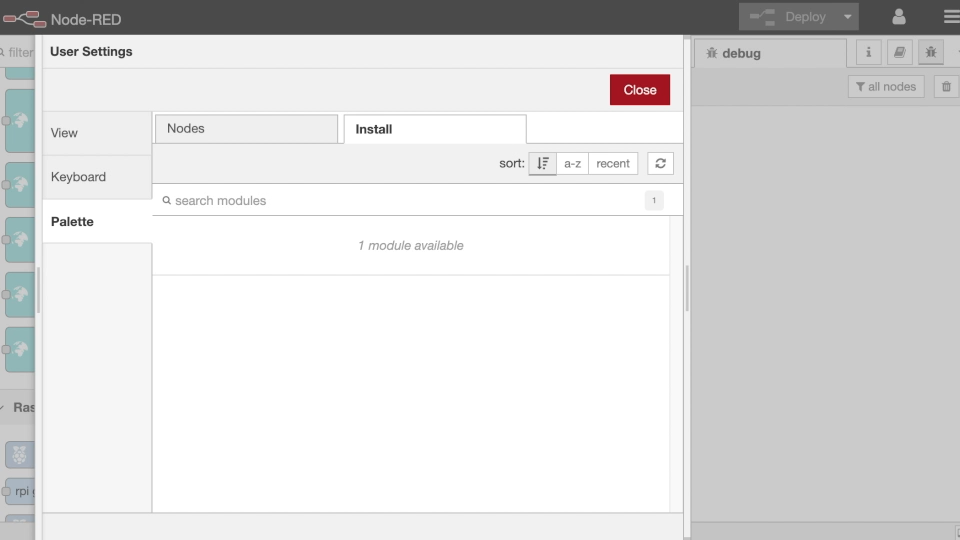 Node-RED
Deploy
filter
User Settings
debug
Close
all nodes
View
Nodes
Install
sort:
a-z
recent
Keyboard
search modules
1
Palette
1 module available
Ras
rpi g